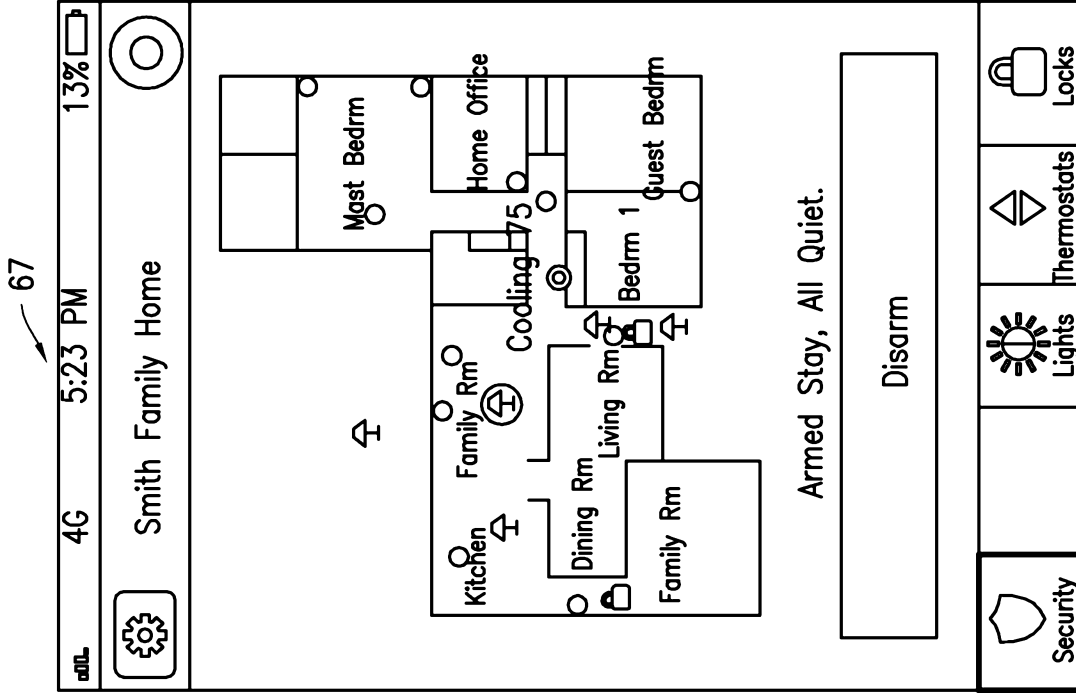 67
4G 5:23 PM 13%
Smith Family Home
Mast Bedrm
Home Office
Family Rm
Cooling 75
Kitchen
Guest Bedrm
Bedrm 1
Living Rm
Dining Rm
Family Rm
Armed Stay, All Quiet.
Disarm
Security
Lights
Thermostats
Locks